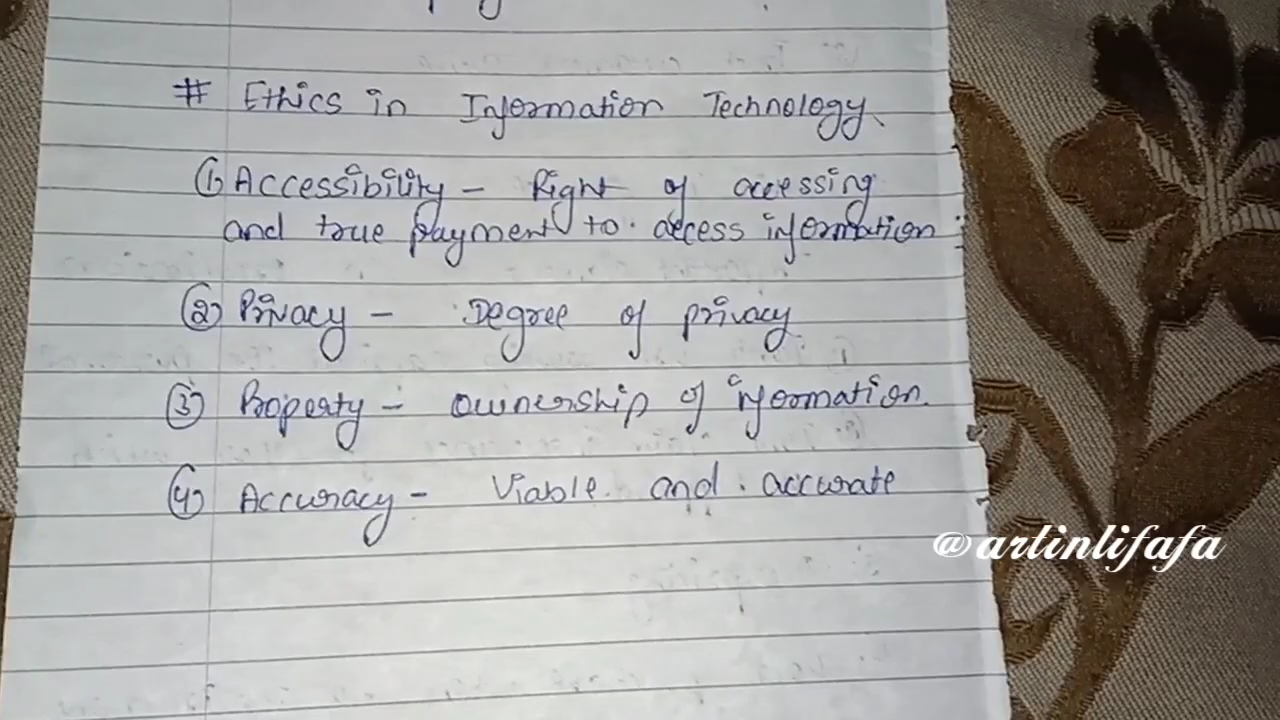 # Ethics in Information Technology
① Accessibility - Right of accessing
and true payment to access information
② Privacy - Degree of privacy
③ Property - ownership of information.
④ Accuracy - Viable and accurate
@artinlifafa